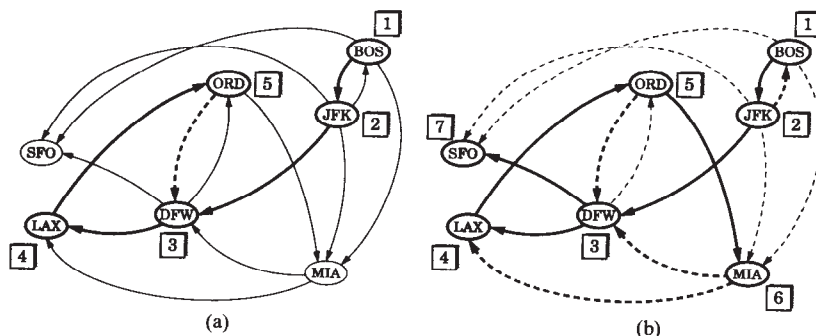 1
BOS
ORD
5
JFK
2
SFO
DFW
LAX
3
4
MIA
(a)
1
BOS
ORD
5
JFK
2
7
SFO
DFW
LAX
3
4
MIA
6
(b)